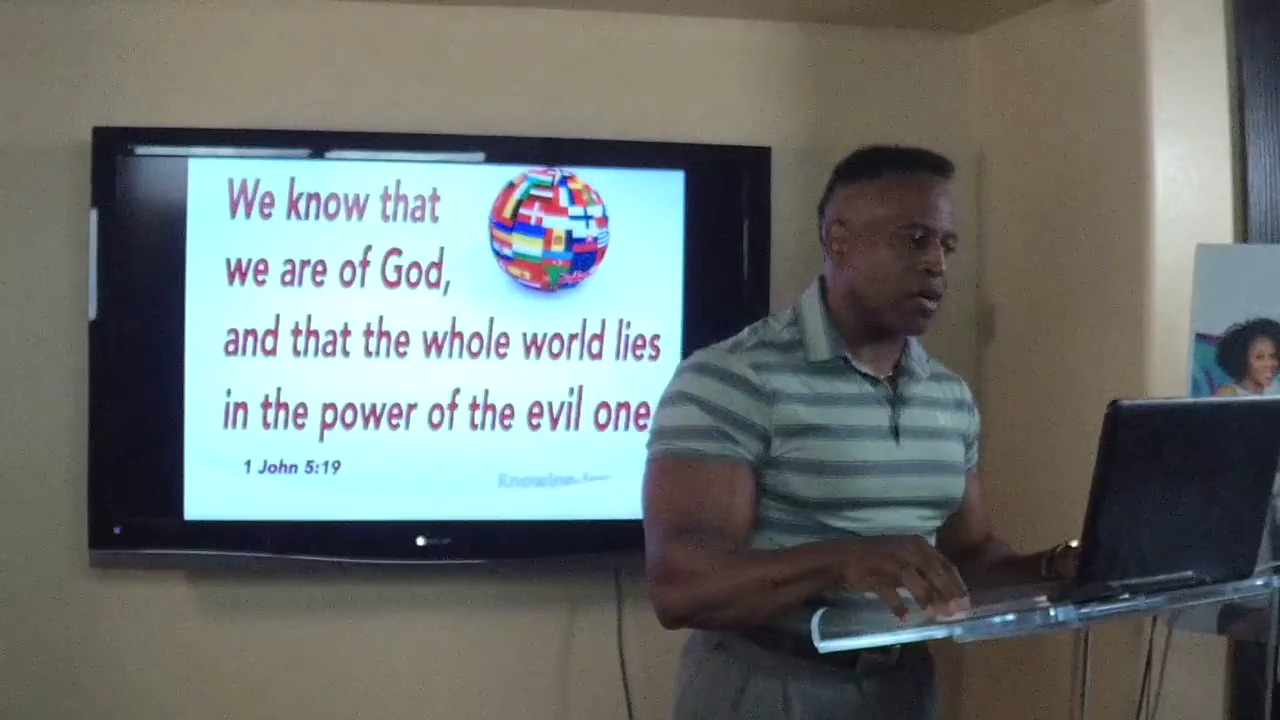 We know that
we are of God,
and that the whole world lies
in the power of the evil one
1 John 5:19